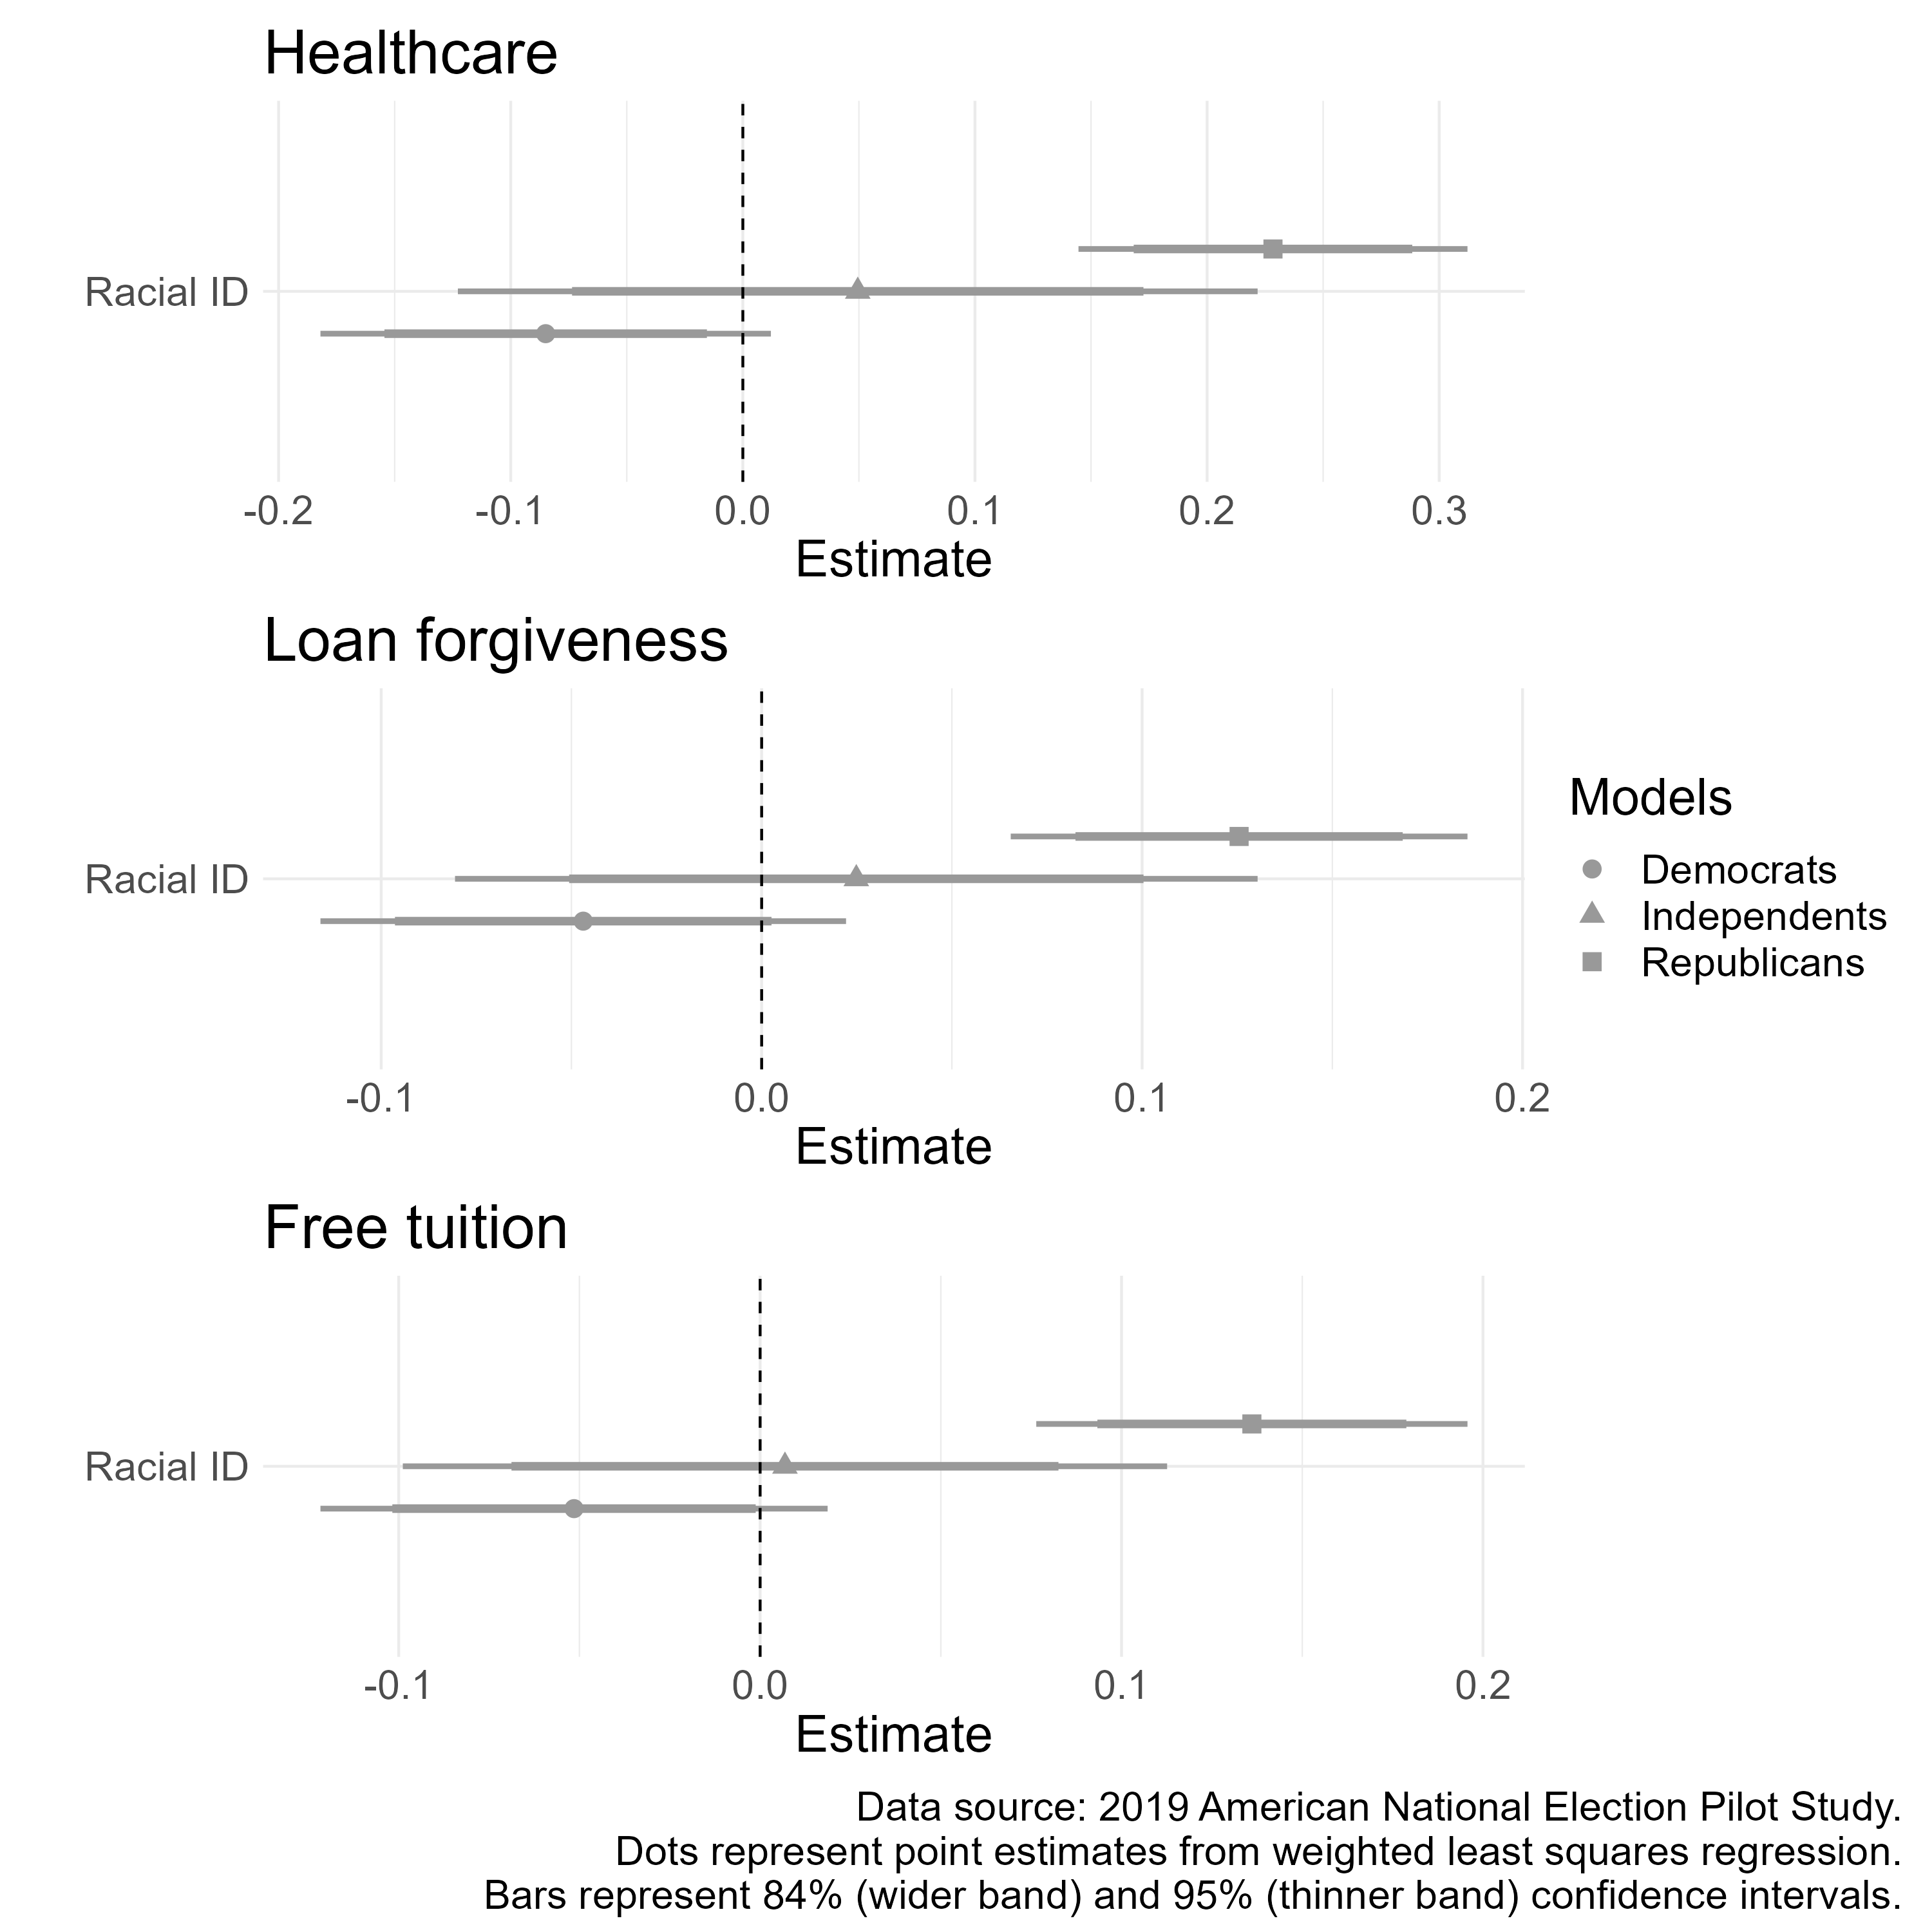 Healthcare
Racial ID
-0.2 -0.1 0.0 0.1 0.2 0.3
Estimate
Loan forgiveness
Racial ID
-0.1 0.0 0.1 0.2
Estimate
Models
Democrats
Independents
Republicans
Free tuition
Racial ID
-0.1 0.0 0.1 0.2
Estimate
Data source: 2019 American National Election Pilot Study.
Dots represent point estimates from weighted least squares regression.
Bars represent 84% (wider band) and 95% (thinner band) confidence intervals.